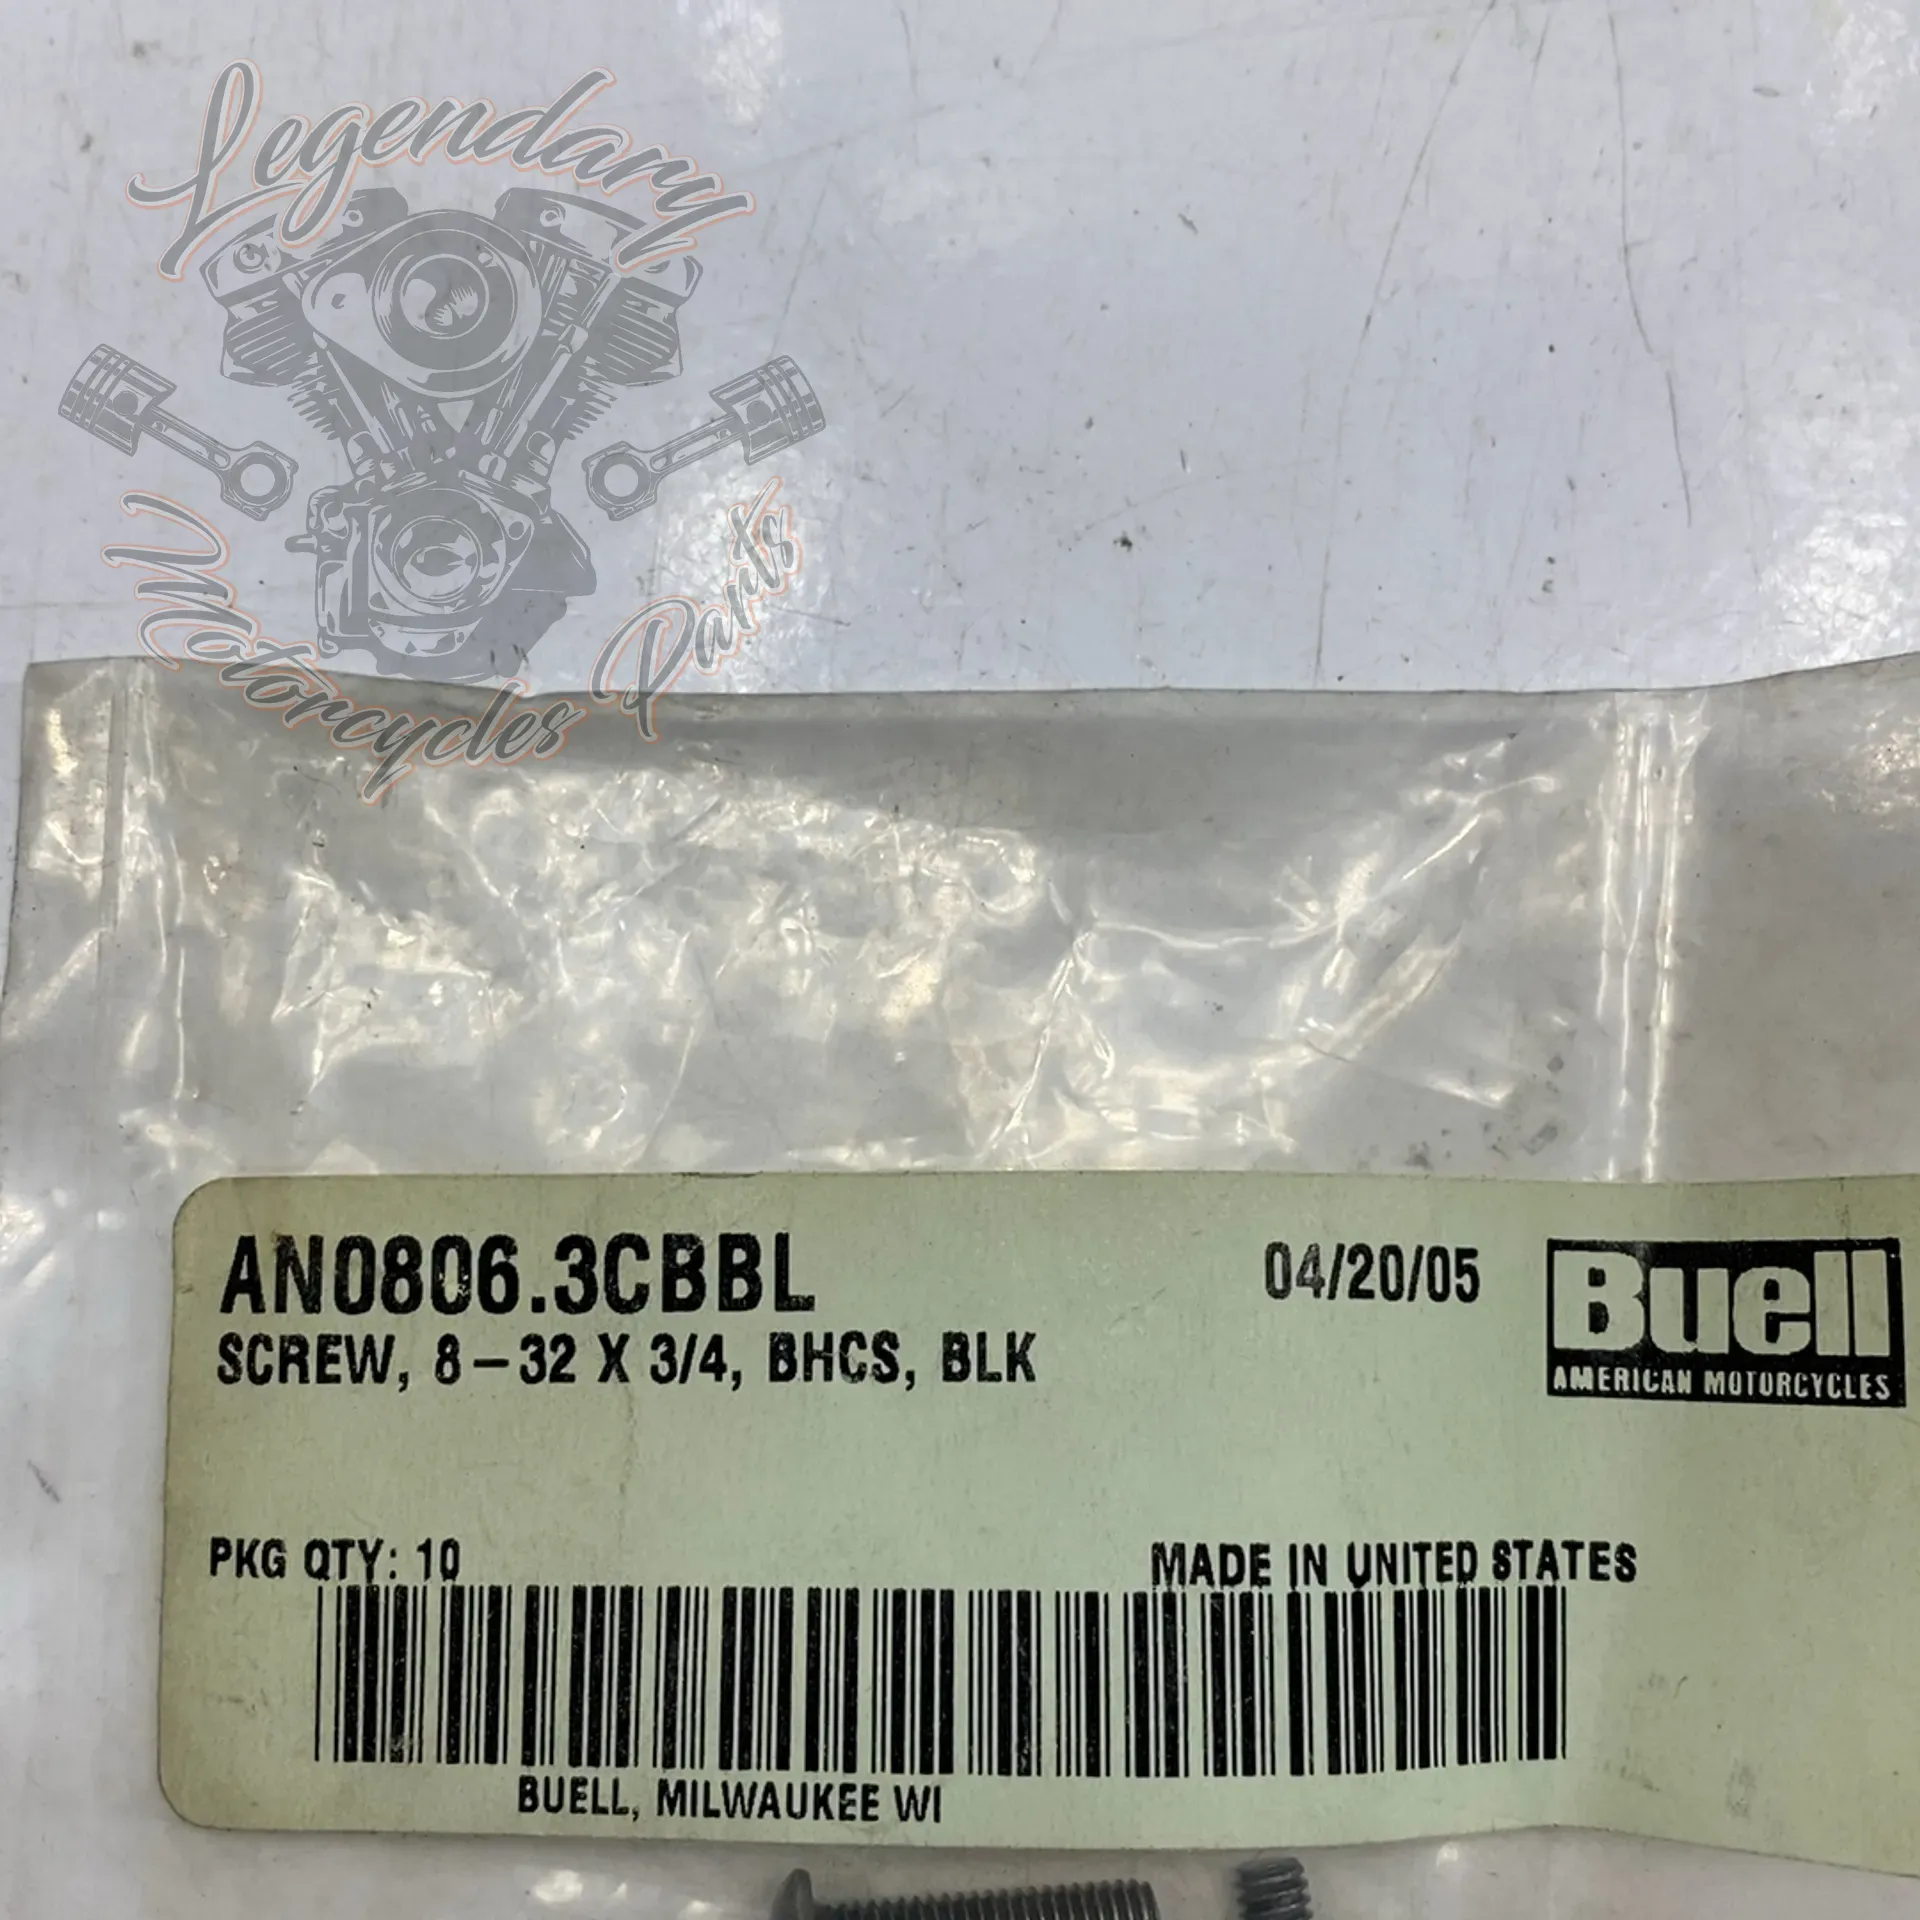 Legendary
Motorcycles Parts
AN0806.3CBBL
04/20/05
Buell
AMERICAN MOTORCYCLES
SCREW, 8-32 X 3/4, BHCS, BLK
PKG QTY: 10
MADE IN UNITED STATES
BUELL, MILWAUKEE WI